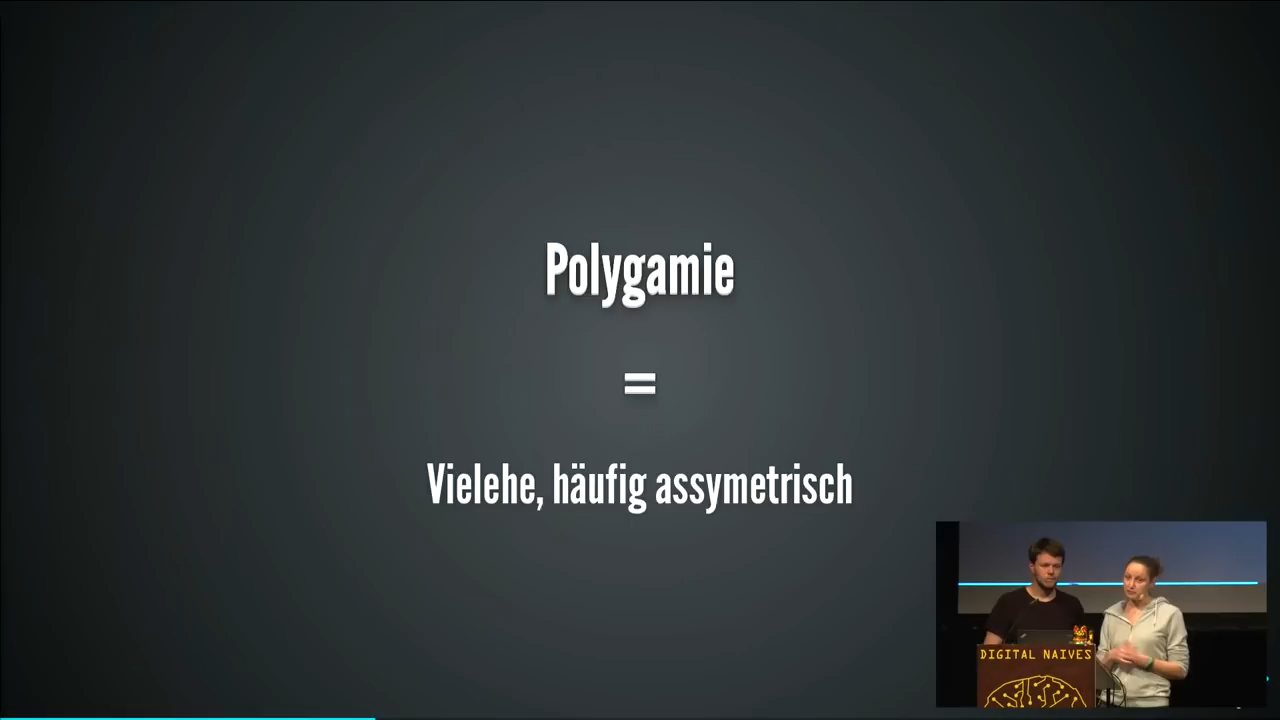 Polygamie
=
Vielehe, häufig assymetrisch
DIGITAL NAIVES